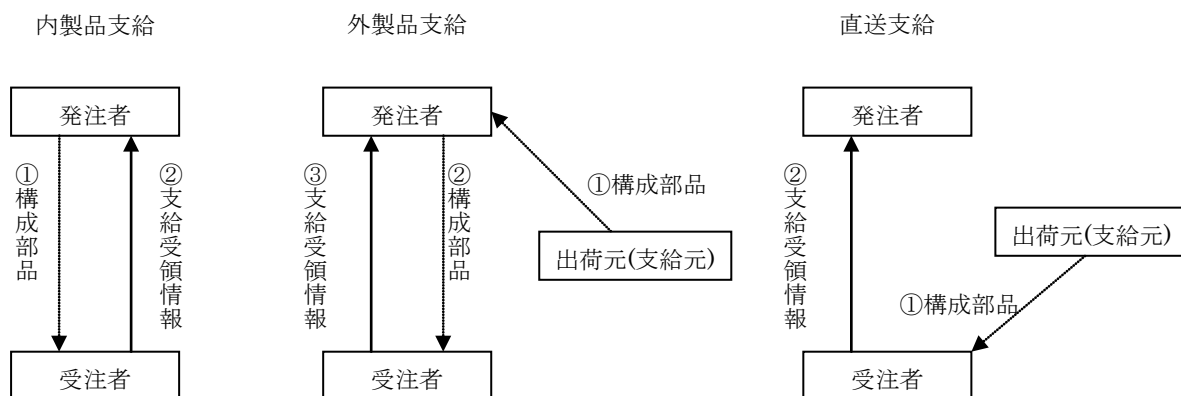 内製品支給
発注者
①構成部品
②支給受領情報
受注者
外製品支給
発注者
③支給受領情報
②構成部品
①構成部品
出荷元(支給元)
受注者
直送支給
発注者
②支給受領情報
出荷元(支給元)
①構成部品
受注者